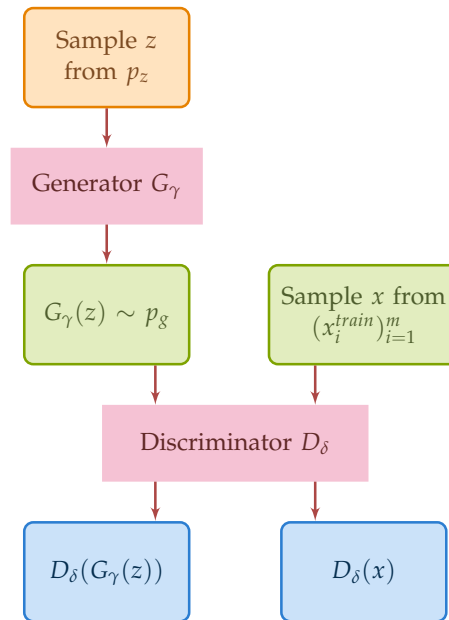 Sample z
from p_z
Generator G_γ
G_γ(z) ∼ p_g
Sample x from
(x_i^{train})_{i=1}^m
Discriminator D_δ
D_δ(G_γ(z))
D_δ(x)